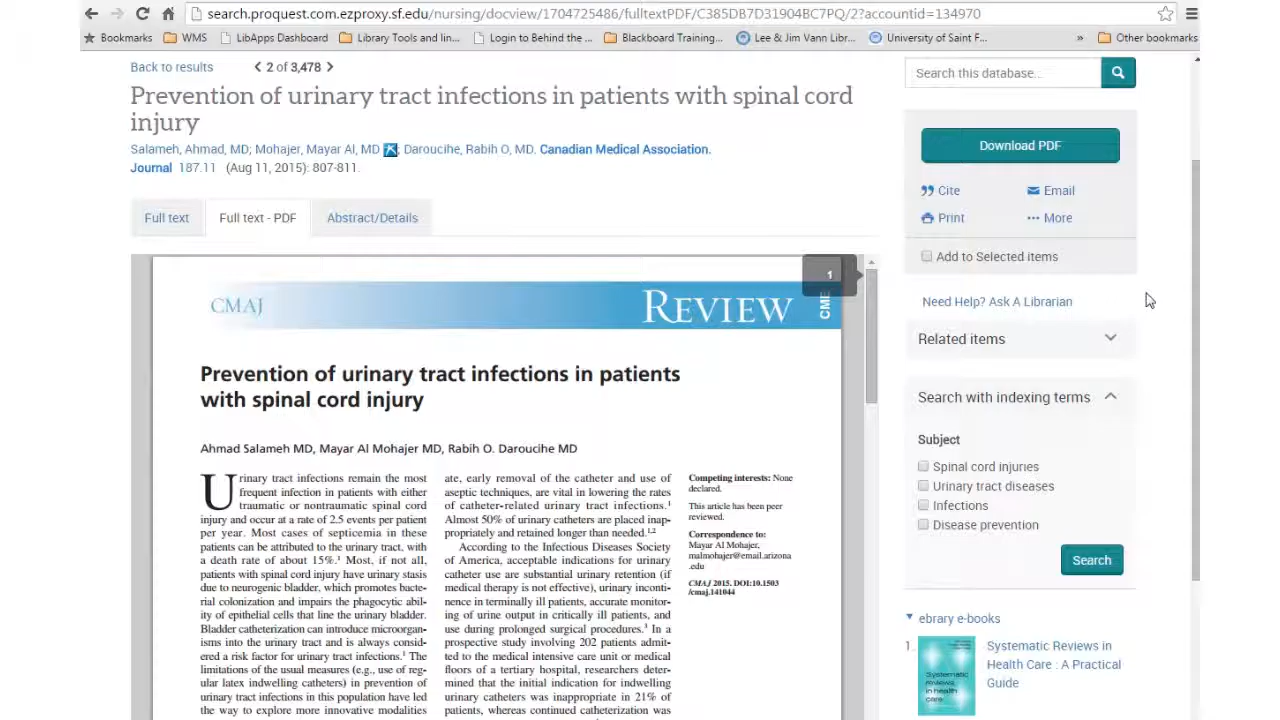 search.proquest.com.ezproxy.sf.edu/nursing/docview/1704725486/fulltextPDF/C385DB7D31904BC7PQ/2?accountid=134970
Bookmarks WMS LibApps Dashboard Library Tools and lin... Login to Behind the ... Blackboard Training... Lee & Jim Vann Libr... University of Saint F... » Other bookmarks
Back to results < 2 of 3,478 >
Prevention of urinary tract infections in patients with spinal cord
injury
Salameh, Ahmad, MD; Mohajer, Mayar Al, MD; Daroucihe, Rabih O, MD. Canadian Medical Association.
Journal 187.11 (Aug 11, 2015): 807-811.
Full text Full text - PDF Abstract/Details
1
CMAJ REVIEW CME
Prevention of urinary tract infections in patients
with spinal cord injury
Ahmad Salameh MD, Mayar Al Mohajer MD, Rabih O. Daroucihe MD
Urinary tract infections remain the most
frequent infection in patients with either
traumatic or nontraumatic spinal cord
injury and occur at a rate of 2.5 events per patient
per year. Most cases of septicemia in these
patients can be attributed to the urinary tract, with
a death rate of about 15%.1 Most, if not all,
patients with spinal cord injury have urinary stasis
due to neurogenic bladder, which promotes bacte-
rial colonization and impairs the phagocytic abil-
ity of epithelial cells that line the urinary bladder.
Bladder catheterization can introduce microorgan-
isms into the urinary tract and is always consid-
ered a risk factor for urinary tract infections.1 The
limitations of the usual measures (e.g., use of reg-
ular latex indwelling catheters) in prevention of
urinary tract infections in this population have led
the way to explore more innovative modalities
ate, early removal of the catheter and use of
aseptic techniques, are vital in lowering the rates
of catheter-related urinary tract infections.1
Almost 50% of urinary catheters are placed inap-
propriately and retained longer than needed.1,2
According to the Infectious Diseases Society
of America, acceptable indications for urinary
catheter use are substantial urinary retention (if
medical therapy is not effective), urinary inconti-
nence in terminally ill patients, accurate monitor-
ing of urine output in critically ill patients, and
use during prolonged surgical procedures.3 In a
prospective study involving 202 patients admit-
ted to the medical intensive care unit or medical
floors of a tertiary hospital, researchers deter-
mined that the initial indication for indwelling
urinary catheters was inappropriate in 21% of
patients, whereas continued catheterization was
Competing interests: None
declared.
This article has been peer
reviewed.
Correspondence to:
Mayar Al Mohajer,
malmohajer@email.arizona
.edu
CMAJ 2015. DOI:10.1503
/cmaj.141044
Search this database...
Download PDF
Cite Email
Print More
Add to Selected items
Need Help? Ask A Librarian
Related items
Search with indexing terms
Subject
Spinal cord injuries
Urinary tract diseases
Infections
Disease prevention
Search
ebrary e-books
1. Systematic Reviews in
Health Care : A Practical
Guide
Systematic
reviews
in health
care